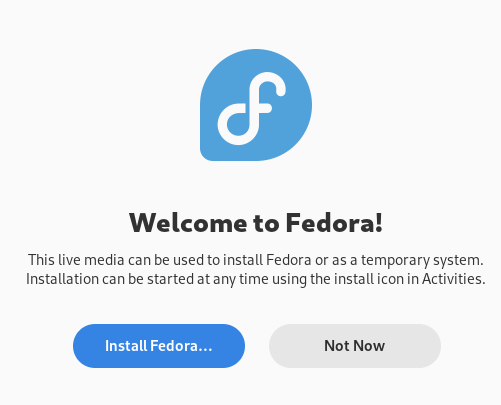 Welcome to Fedora!
This live media can be used to install Fedora or as a temporary system.
Installation can be started at any time using the install icon in Activities.
Install Fedora…
Not Now